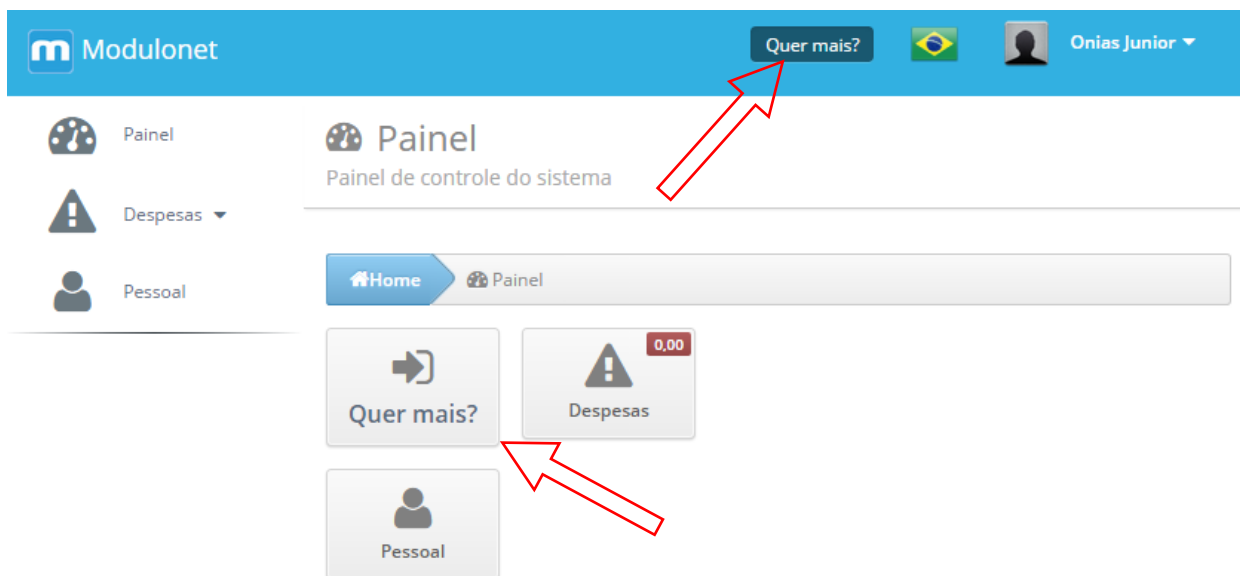 m Modulonet
Quer mais?
Onias Junior
Painel
Despesas
Pessoal
Painel
Painel de controle do sistema
Home
Painel
Quer mais?
0,00
Despesas
Pessoal